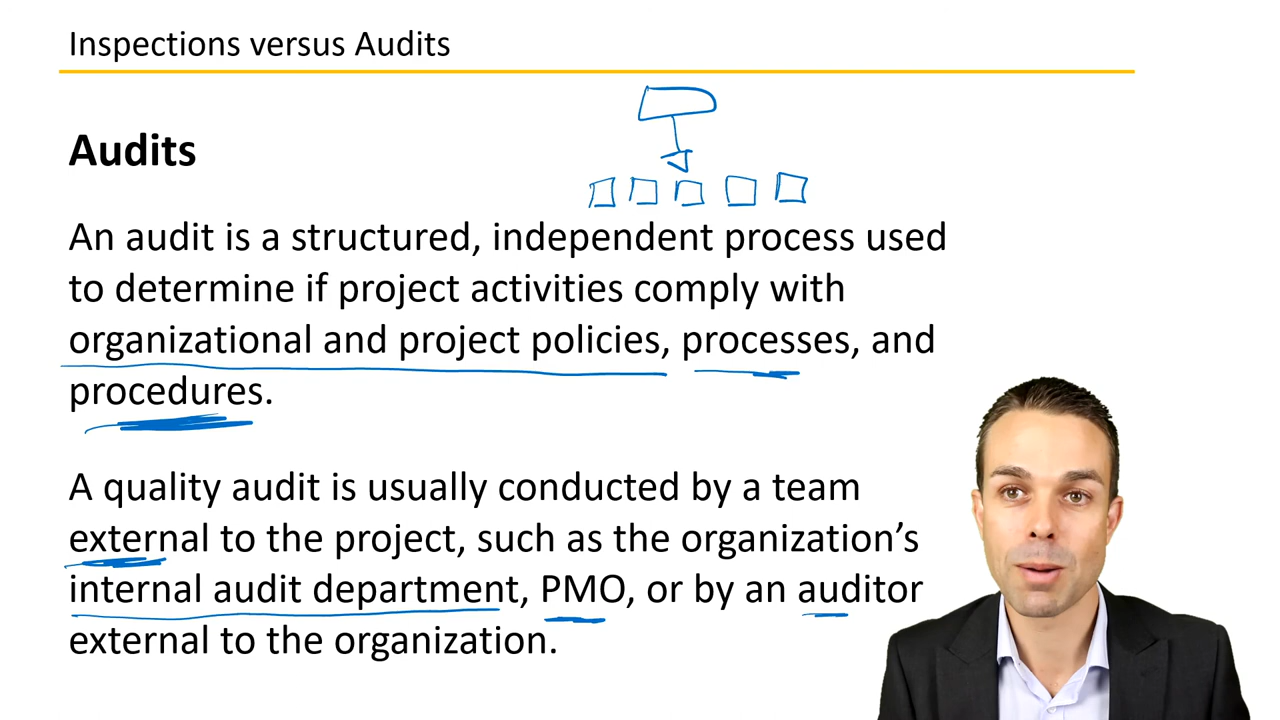 Inspections versus Audits
Audits
An audit is a structured, independent process used
to determine if project activities comply with
organizational and project policies, processes, and
procedures.
A quality audit is usually conducted by a team
external to the project, such as the organization’s
internal audit department, PMO, or by an auditor
external to the organization.